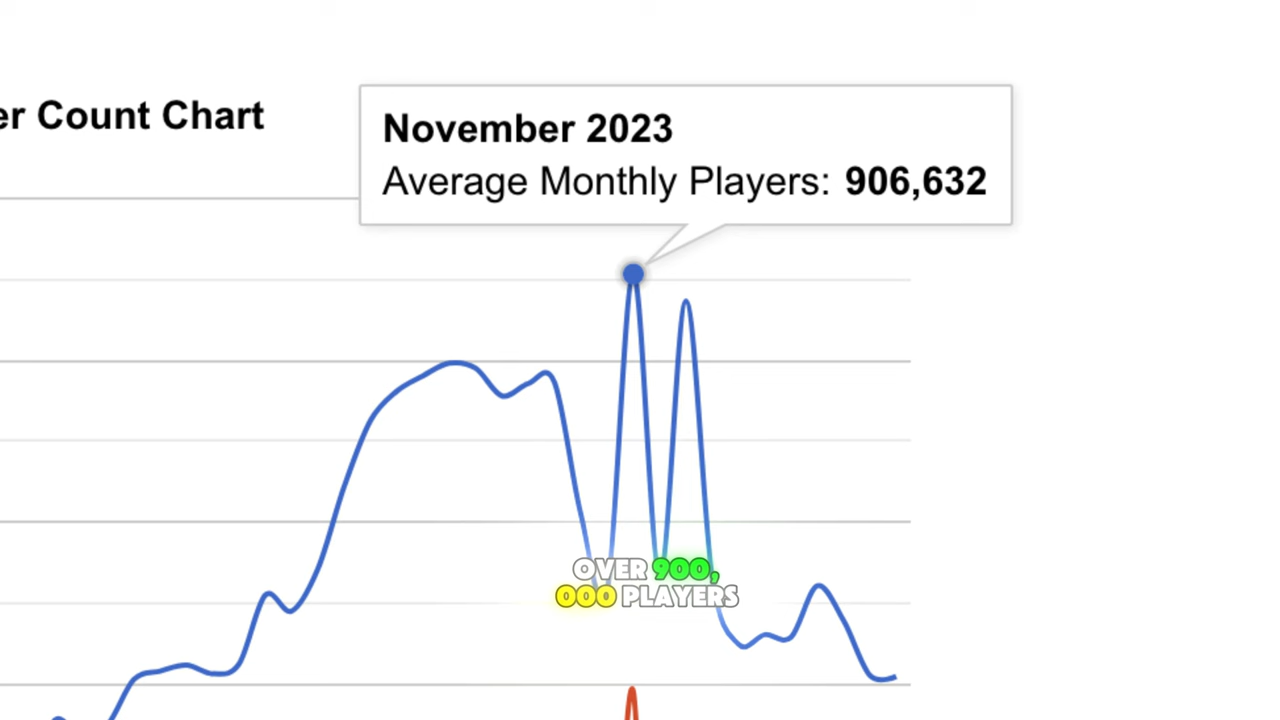 er Count Chart
November 2023
Average Monthly Players: 906,632
OVER 900,
000 PLAYERS